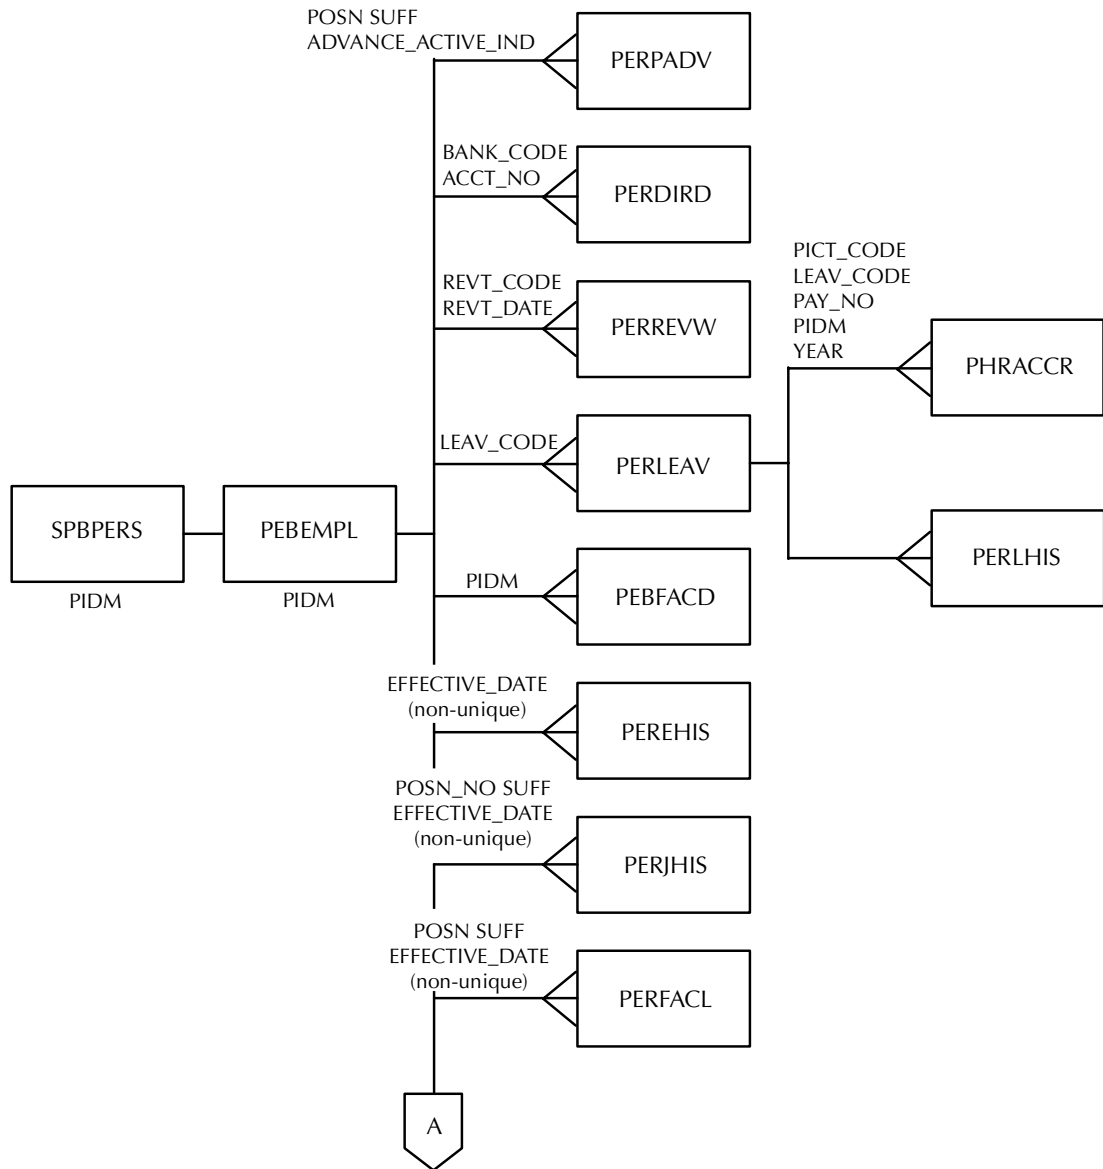 POSN SUFF
ADVANCE_ACTIVE_IND
PERPADV
BANK_CODE
ACCT_NO
PERDIRD
REVT_CODE
REVT_DATE
PERREVW
PICT_CODE
LEAV_CODE
PAY_NO
PIDM
YEAR
PHRACCR
LEAV_CODE
PERLEAV
SPBPERS
PIDM
PEBEMPL
PIDM
PERLHIS
PIDM
PEBFACD
EFFECTIVE_DATE
(non-unique)
PEREHIS
POSN_NO SUFF
EFFECTIVE_DATE
(non-unique)
PERJHIS
POSN SUFF
EFFECTIVE_DATE
(non-unique)
PERFACL
A